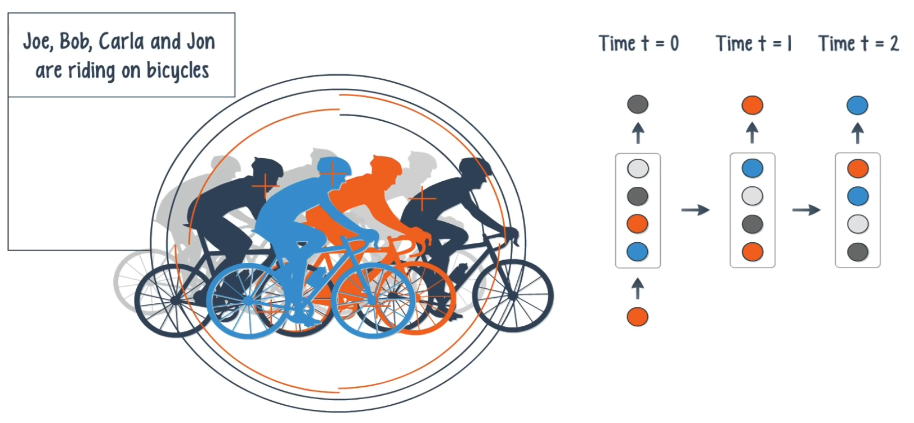 Joe, Bob, Carla and Jon
are riding on bicycles
Time t = 0
Time t = 1
Time t = 2